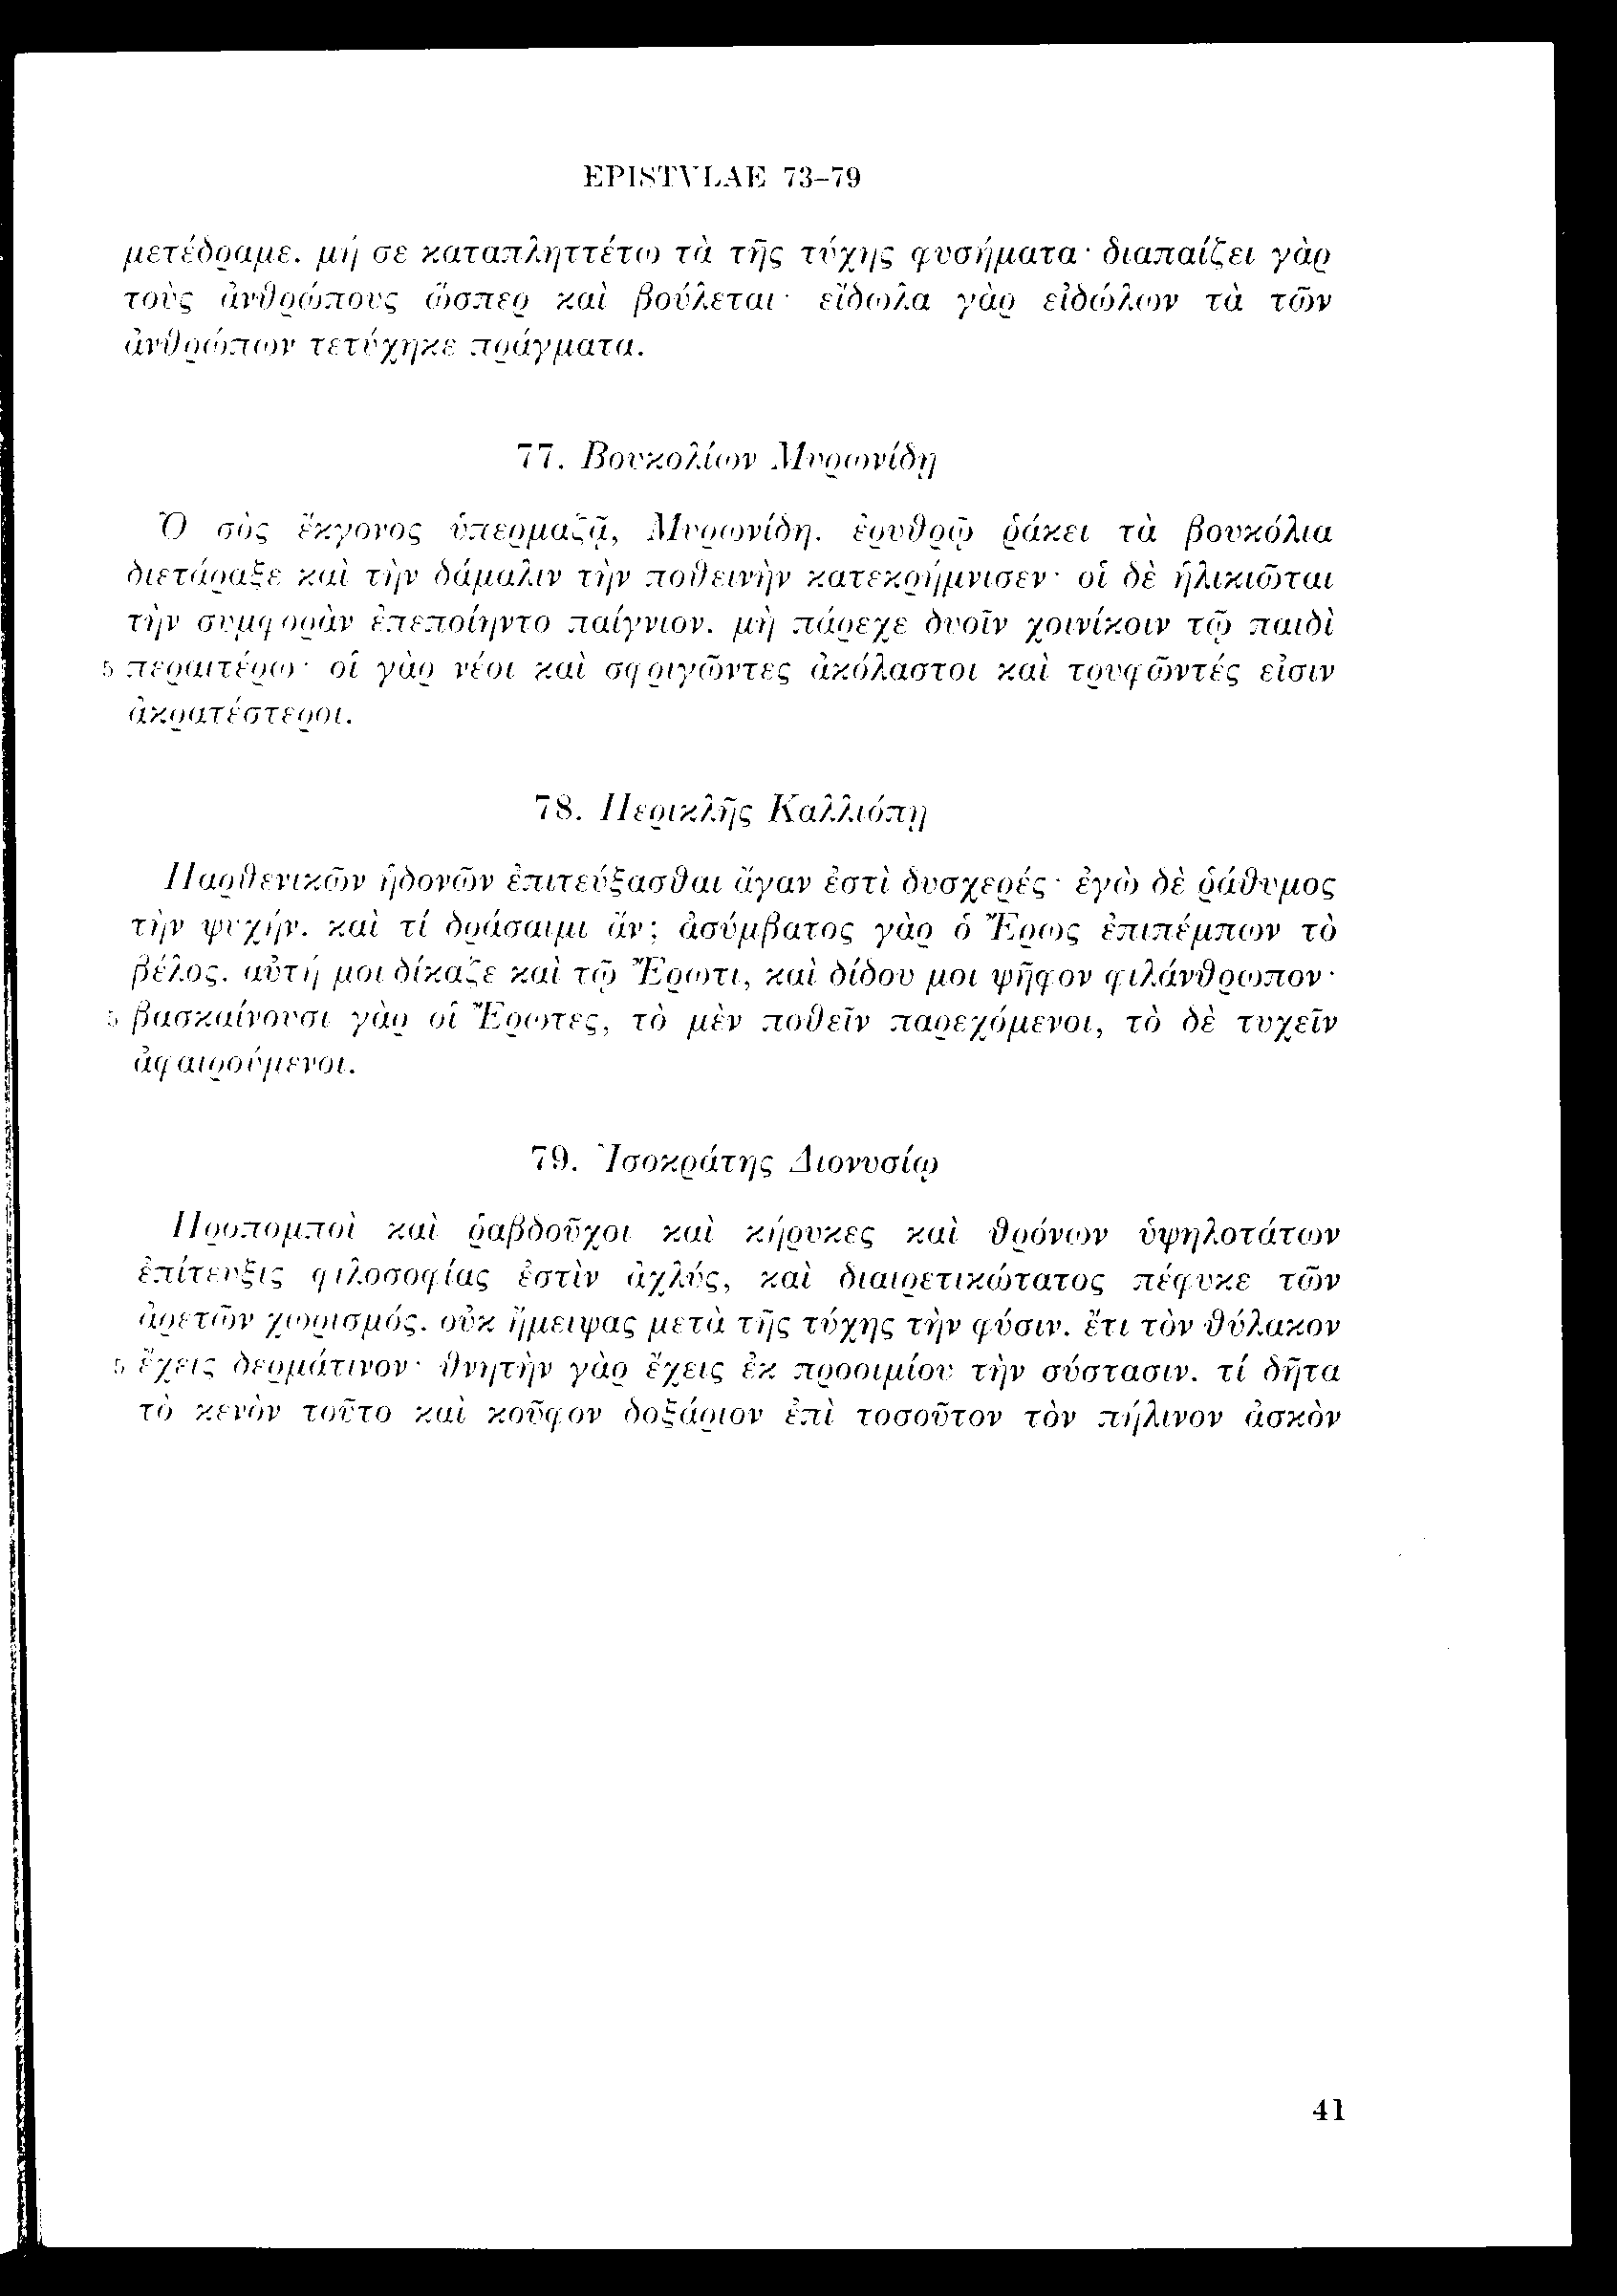 EPISTVLAE 73–79
μετέδραμε. μή σε καταπληττέτω τὰ τῆς τύχης φυσήματα· διαπαίζει γὰρ
τοὺς ἀνθρώπους ὥσπερ καὶ βούλεται· εἴδωλα γὰρ εἰδώλων τὰ τῶν
ἀνθρώπων τετύχηκε πράγματα.
77. Βουκολίων Μυρωνίδῃ
Ὁ σὸς ἔκγονος ὑπερμαζᾷ, Μυρωνίδη. ἐρυθρῷ ῥάκει τὰ βουκόλια
διετάραξε καὶ τὴν δάμαλιν τὴν ποθεινὴν κατεκρήμνισεν· οἱ δὲ ἡλικιῶται
τὴν συμφορὰν ἐπεποίηντο παίγνιον. μὴ πάρεχε δυοῖν χοινίκοιν τῷ παιδὶ
5 περαιτέρω· οἱ γὰρ νέοι καὶ σφριγῶντες ἀκόλαστοι καὶ τρυφῶντές εἰσιν
ἀκρατέστεροι.
78. Περικλῆς Καλλιόπῃ
Παρθενικῶν ἡδονῶν ἐπιτεύξασθαι ἄγαν ἐστὶ δυσχερές· ἐγὼ δὲ ῥάθυμος
τὴν ψυχήν. καὶ τί δράσαιμι ἄν; ἀσύμβατος γὰρ ὁ Ἔρως ἐπιπέμπων τὸ
βέλος. αὐτή μοι δίκαζε καὶ τῷ Ἔρωτι, καὶ δίδου μοι ψῆφον φιλάνθρωπον·
5 βασκαίνουσι γὰρ οἱ Ἔρωτες, τὸ μὲν ποθεῖν παρεχόμενοι, τὸ δὲ τυχεῖν
ἀφαιρούμενοι.
79. Ἰσοκράτης Διονυσίῳ
Προπομποὶ καὶ ῥαβδοῦχοι καὶ κήρυκες καὶ θρόνων ὑψηλοτάτων
ἐπίτευξις φιλοσοφίας ἐστὶν ἀχλύς, καὶ διαιρετικώτατος πέφυκε τῶν
ἀρετῶν χωρισμός. οὐκ ἤμειψας μετὰ τῆς τύχης τὴν φύσιν. ἔτι τὸν θύλακον
5 ἔχεις δερμάτινον· θνητὴν γὰρ ἔχεις ἐκ προοιμίου τὴν σύστασιν. τί δῆτα
τὸ κενὸν τοῦτο καὶ κοῦφον δοξάριον ἐπὶ τοσοῦτον τὸν πήλινον ἀσκὸν
41